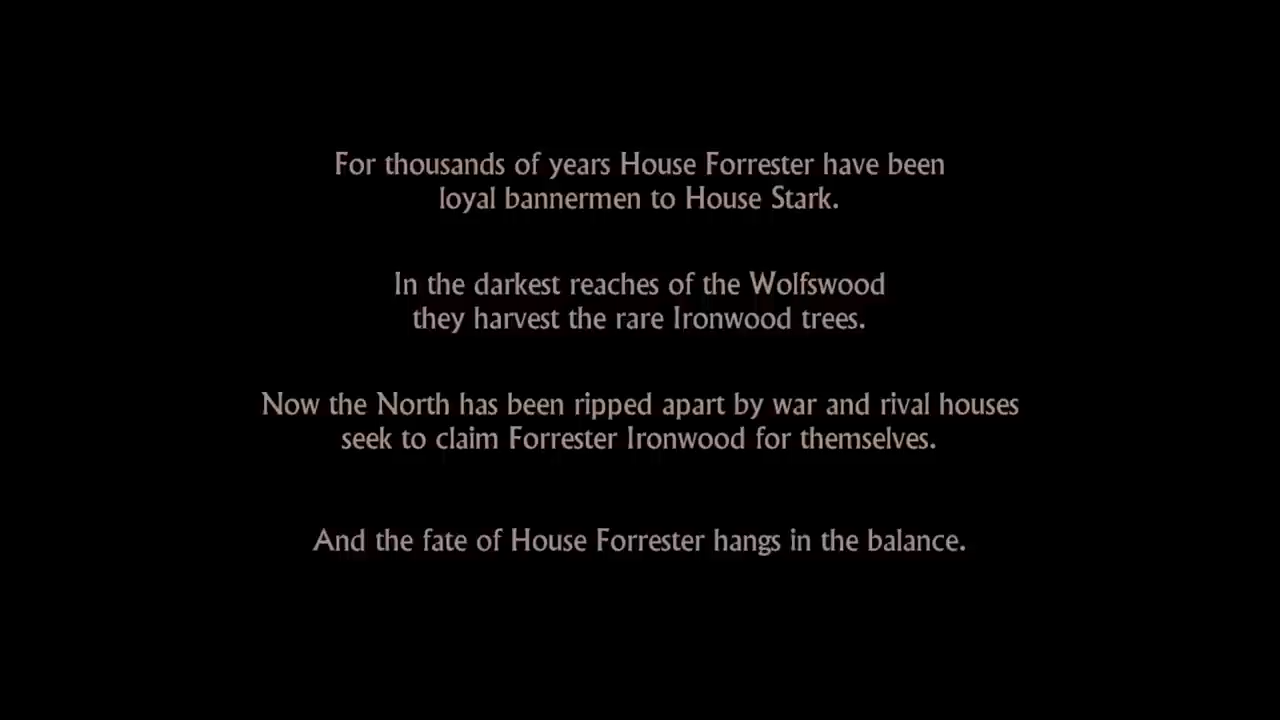 For thousands of years House Forrester have been
loyal bannermen to House Stark.
In the darkest reaches of the Wolfswood
they harvest the rare Ironwood trees.
Now the North has been ripped apart by war and rival houses
seek to claim Forrester Ironwood for themselves.
And the fate of House Forrester hangs in the balance.